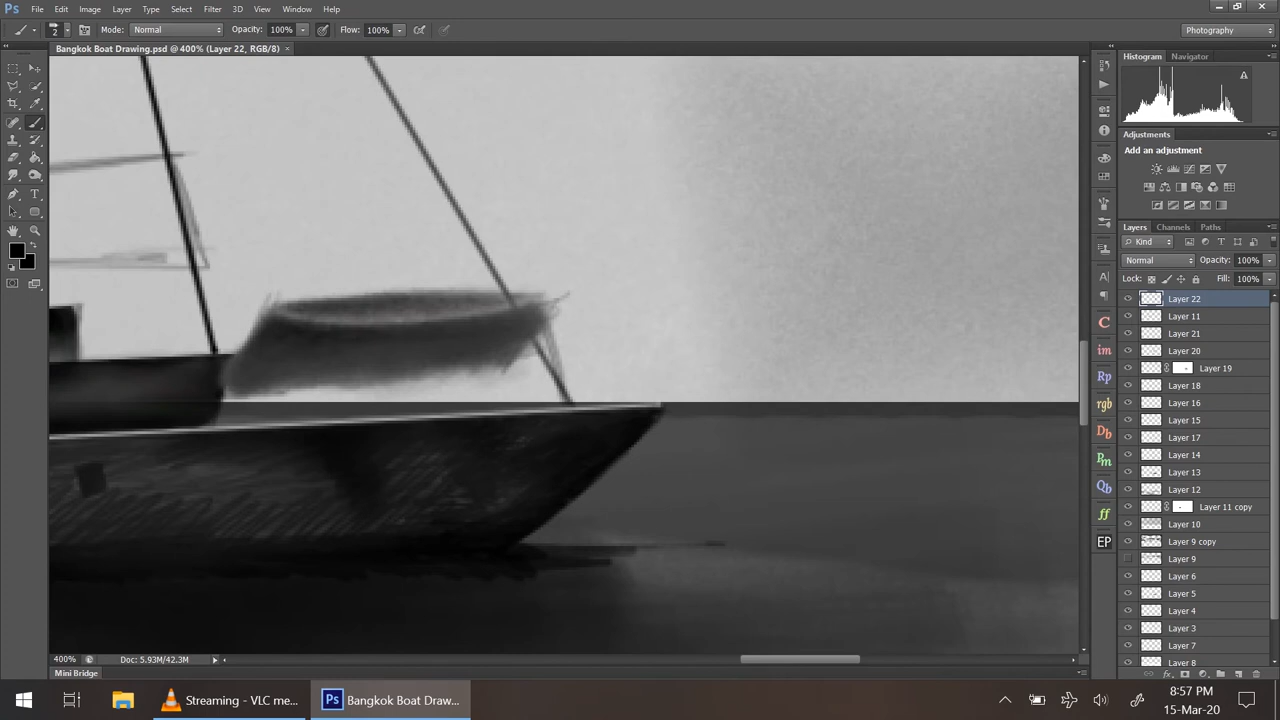 Ps File Edit Image Layer Type Select Filter 3D View Window Help
2 Mode: Normal Opacity: 100% Flow: 100% Photography
Bangkok Boat Drawing.psd @ 400% (Layer 22, RGB/8) ×
Histogram Navigator
Adjustments
Add an adjustment
Layers Channels Paths
Kind
Normal Opacity: 100%
Lock: Fill: 100%
Layer 22
Layer 11
Layer 21
Layer 20
Layer 19
Layer 18
Layer 16
Layer 15
Layer 17
Layer 14
Layer 13
Layer 12
Layer 11 copy
Layer 10
Layer 9 copy
Layer 9
Layer 6
Layer 5
Layer 4
Layer 3
Layer 7
Layer 8
C
im
Rp
rgb
Db
Pm
Qb
ff
EP
400% Doc: 5.93M/42.3M
Mini Bridge
Streaming - VLC me...
Ps Bangkok Boat Draw...
8:57 PM
15-Mar-20